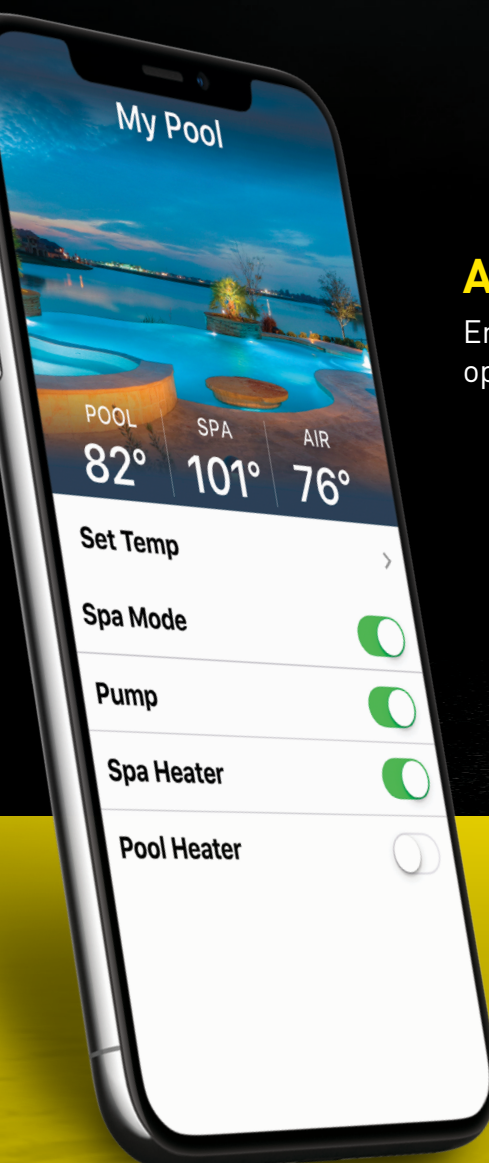 My Pool
POOL SPA AIR
82° 101° 76°
Set Temp
Spa Mode
Pump
Spa Heater
Pool Heater